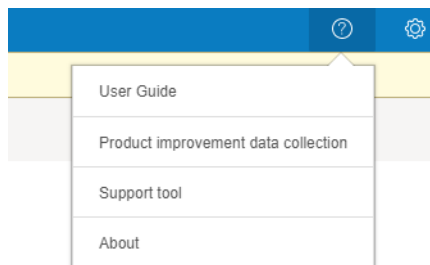 User Guide
Product improvement data collection
Support tool
About